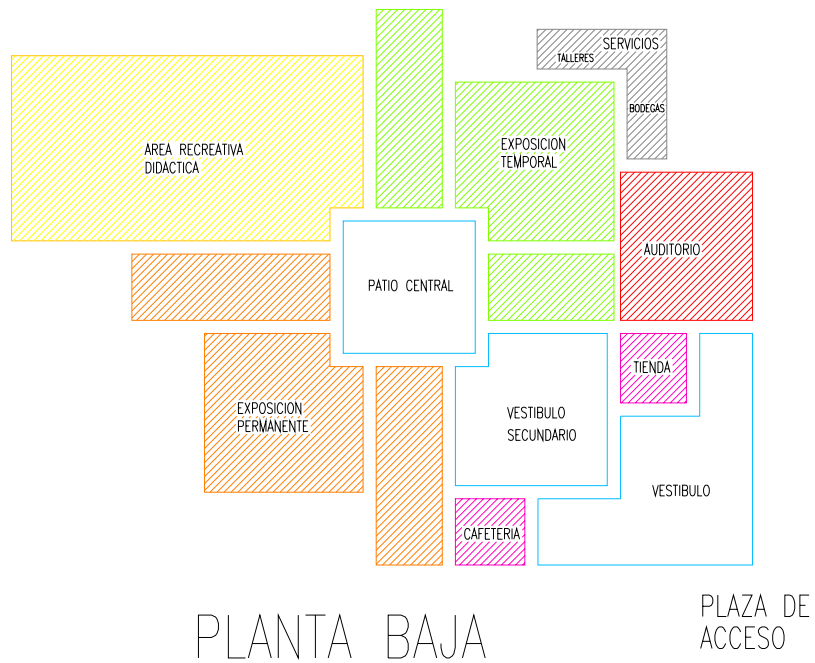 SERVICIOS
TALLERES
BODEGAS
AREA RECREATIVA
DIDACTICA
EXPOSICION
TEMPORAL
AUDITORIO
PATIO CENTRAL
TIENDA
EXPOSICION
PERMANENTE
VESTIBULO
SECUNDARIO
VESTIBULO
CAFETERIA
PLANTA BAJA
PLAZA DE
ACCESO